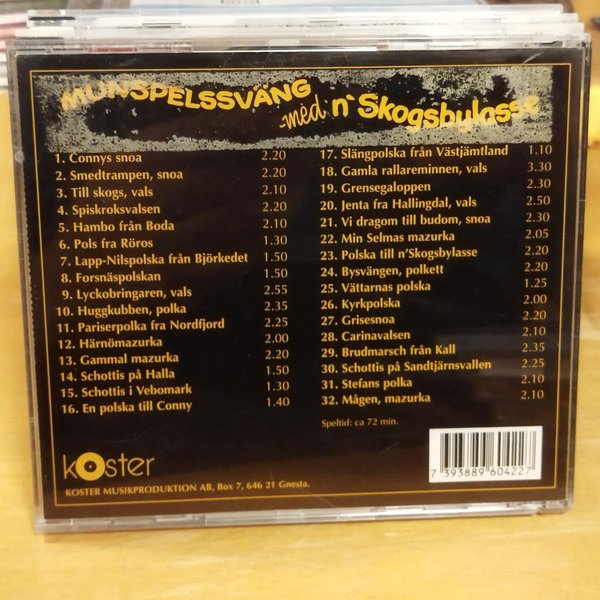 MUNSPELSSVÄNG
med n' Skogsbylasse
1. Connys snoa 2.20
2. Smedtrampen, snoa 2.20
3. Till skogs, vals 2.10
4. Spiskroksvalsen 2.20
5. Hambo från Boda 2.10
6. Pols fra Röros 1.30
7. Lapp-Nilspolska från Björkedet 1.50
8. Forsnäspolskan 1.50
9. Lyckobringaren, vals 2.55
10. Huggkubben, polka 2.35
11. Pariserpolka fra Nordfjord 2.25
12. Härnömazurka 2.00
13. Gammal mazurka 2.20
14. Schottis på Halla 1.50
15. Schottis i Vebomark 1.30
16. En polska till Conny 1.40
17. Slängpolska från Västjämtland 1.10
18. Gamla rallareminnen, vals 3.30
19. Grensegaloppen 2.30
20. Jenta fra Hallingdal, vals 2.50
21. Vi dragom till budom, snoa 2.30
22. Min Selmas mazurka 2.05
23. Polska till n'Skogsbylasse 2.20
24. Bysvängen, polkett 2.20
25. Vättarnas polska 1.25
26. Kyrkpolska 2.00
27. Grisesnoa 2.20
28. Carinavalsen 2.10
29. Brudmarsch från Kall 2.35
30. Schottis på Sandtjärnsvallen 2.25
31. Stefans polka 2.10
32. Mågen, mazurka 2.10
Speltid: ca 72 min.
koster
KOSTER MUSIKPRODUKTION AB, Box 7, 646 21 Gnesta.
7 393889 604227